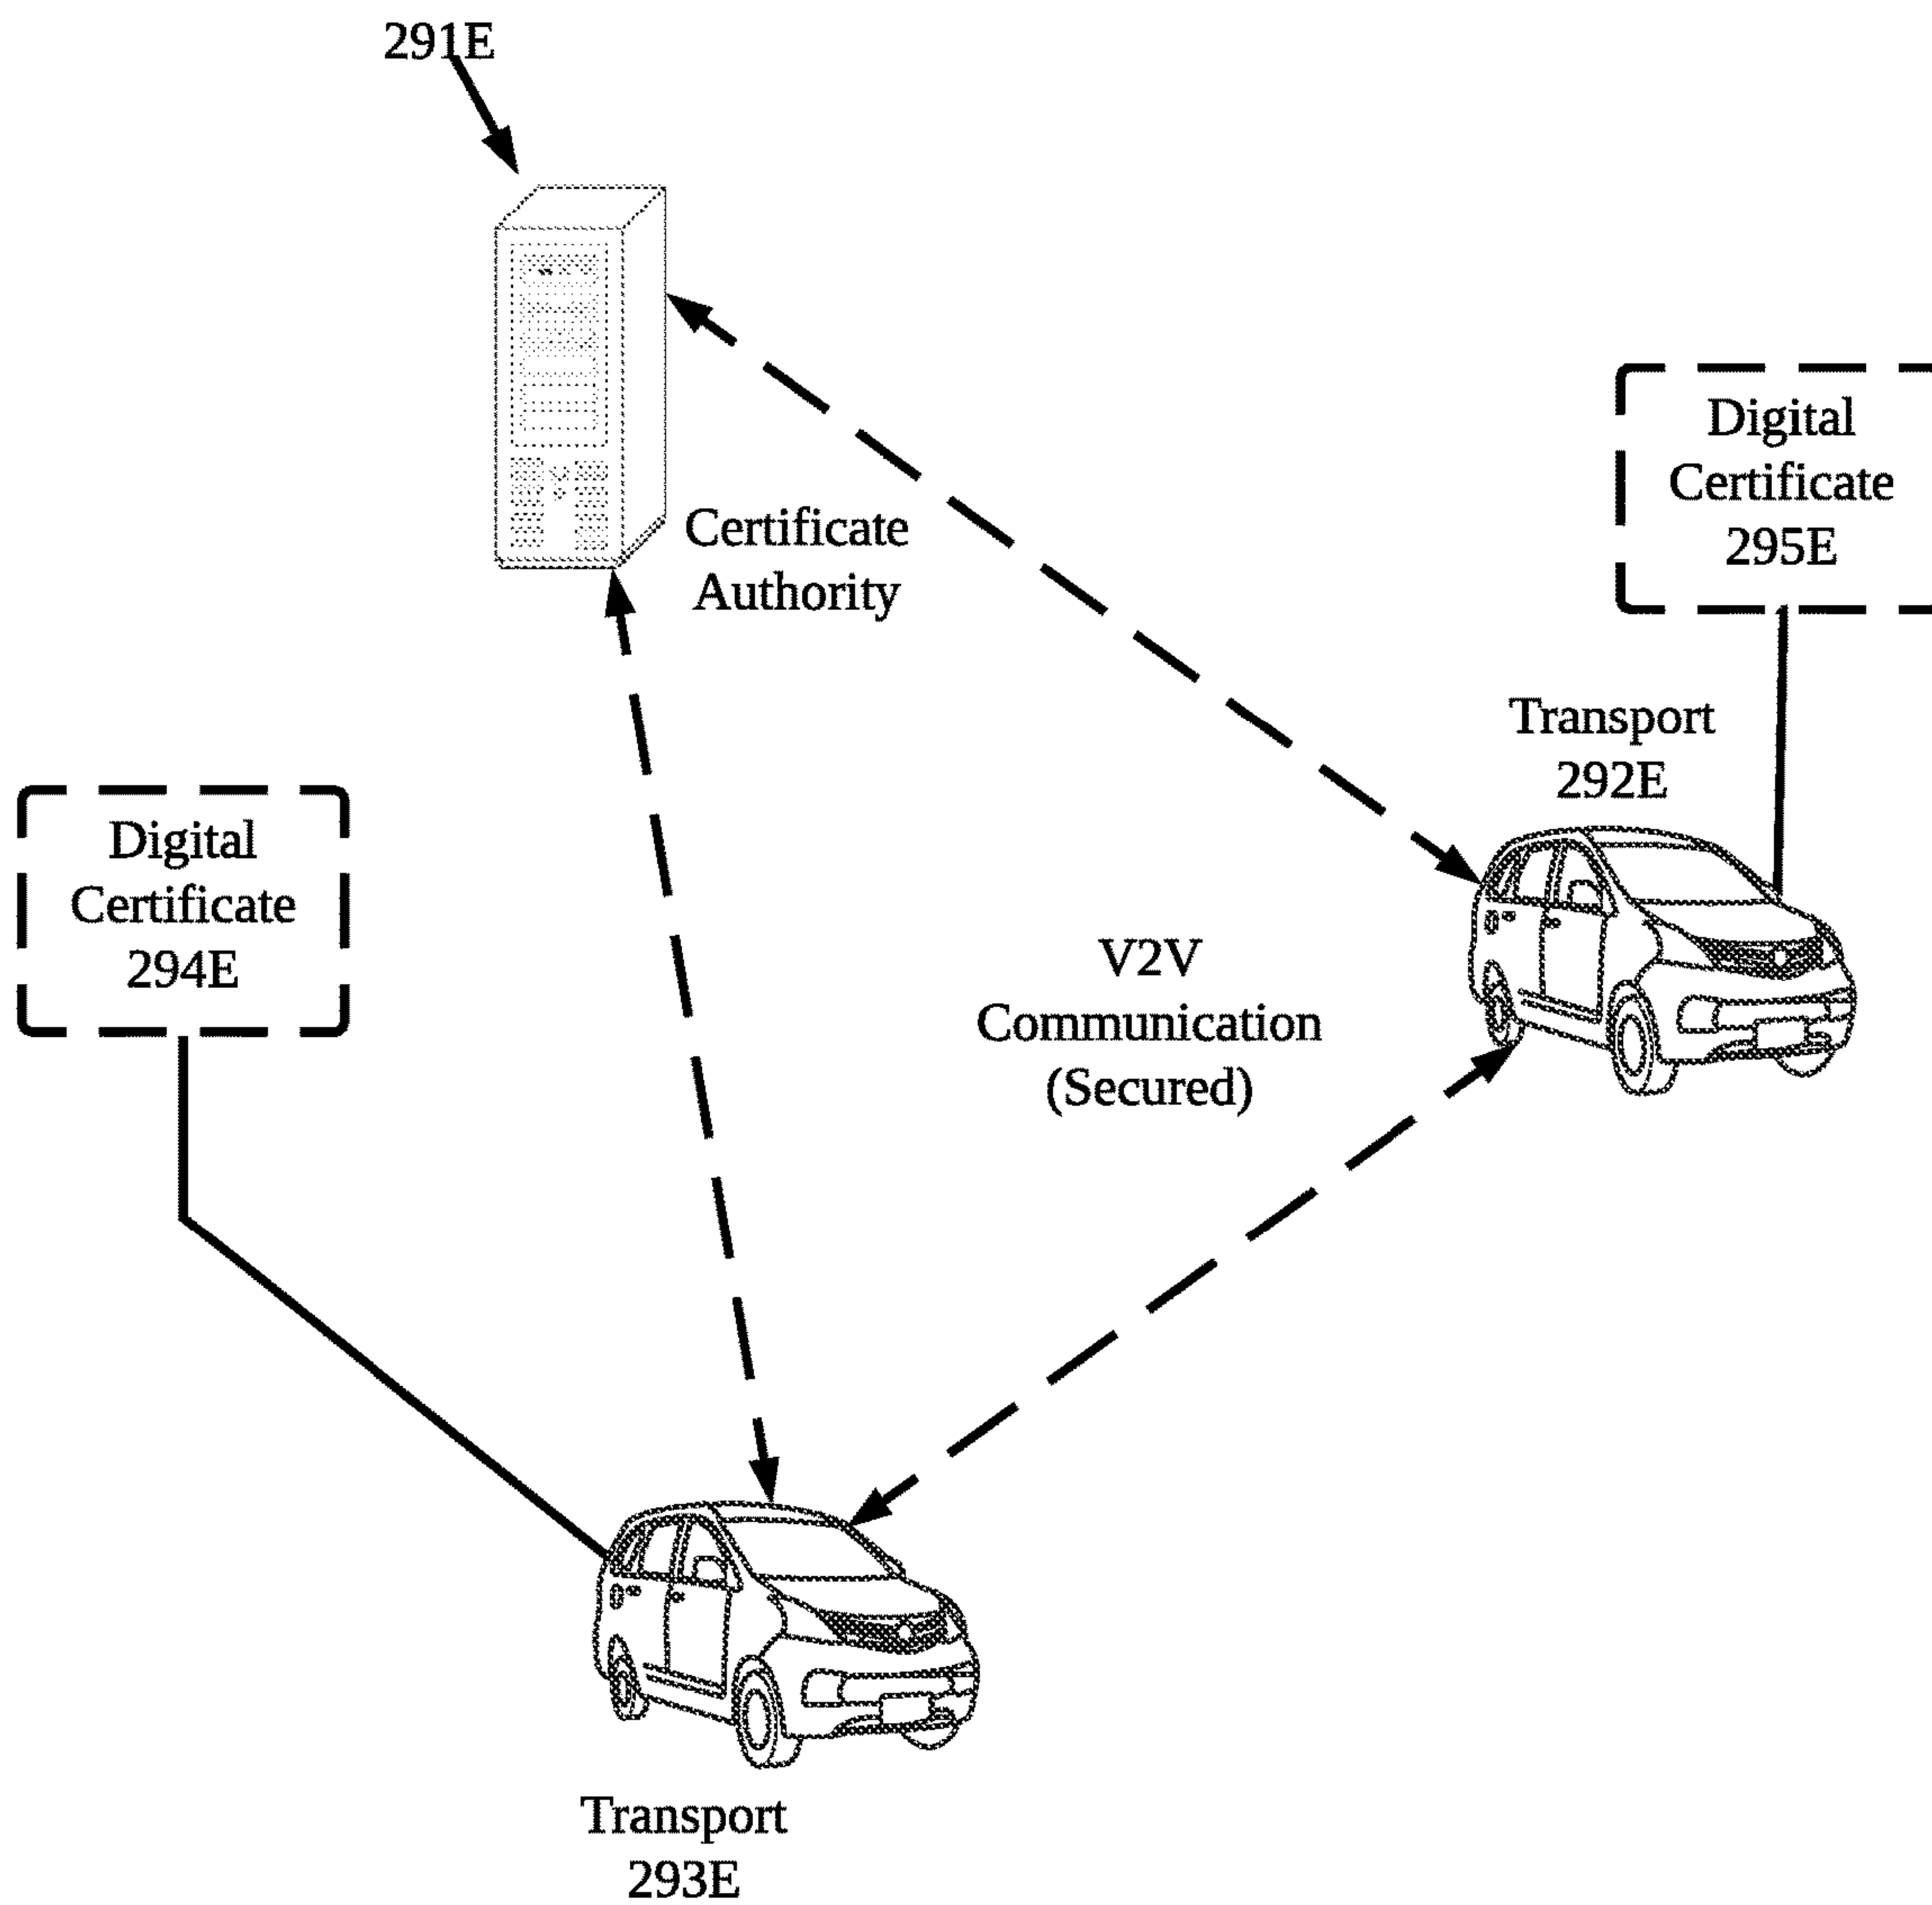 291E
Certificate
Authority
Digital
Certificate
295E
Transport
292E
Digital
Certificate
294E
V2V
Communication
(Secured)
Transport
293E